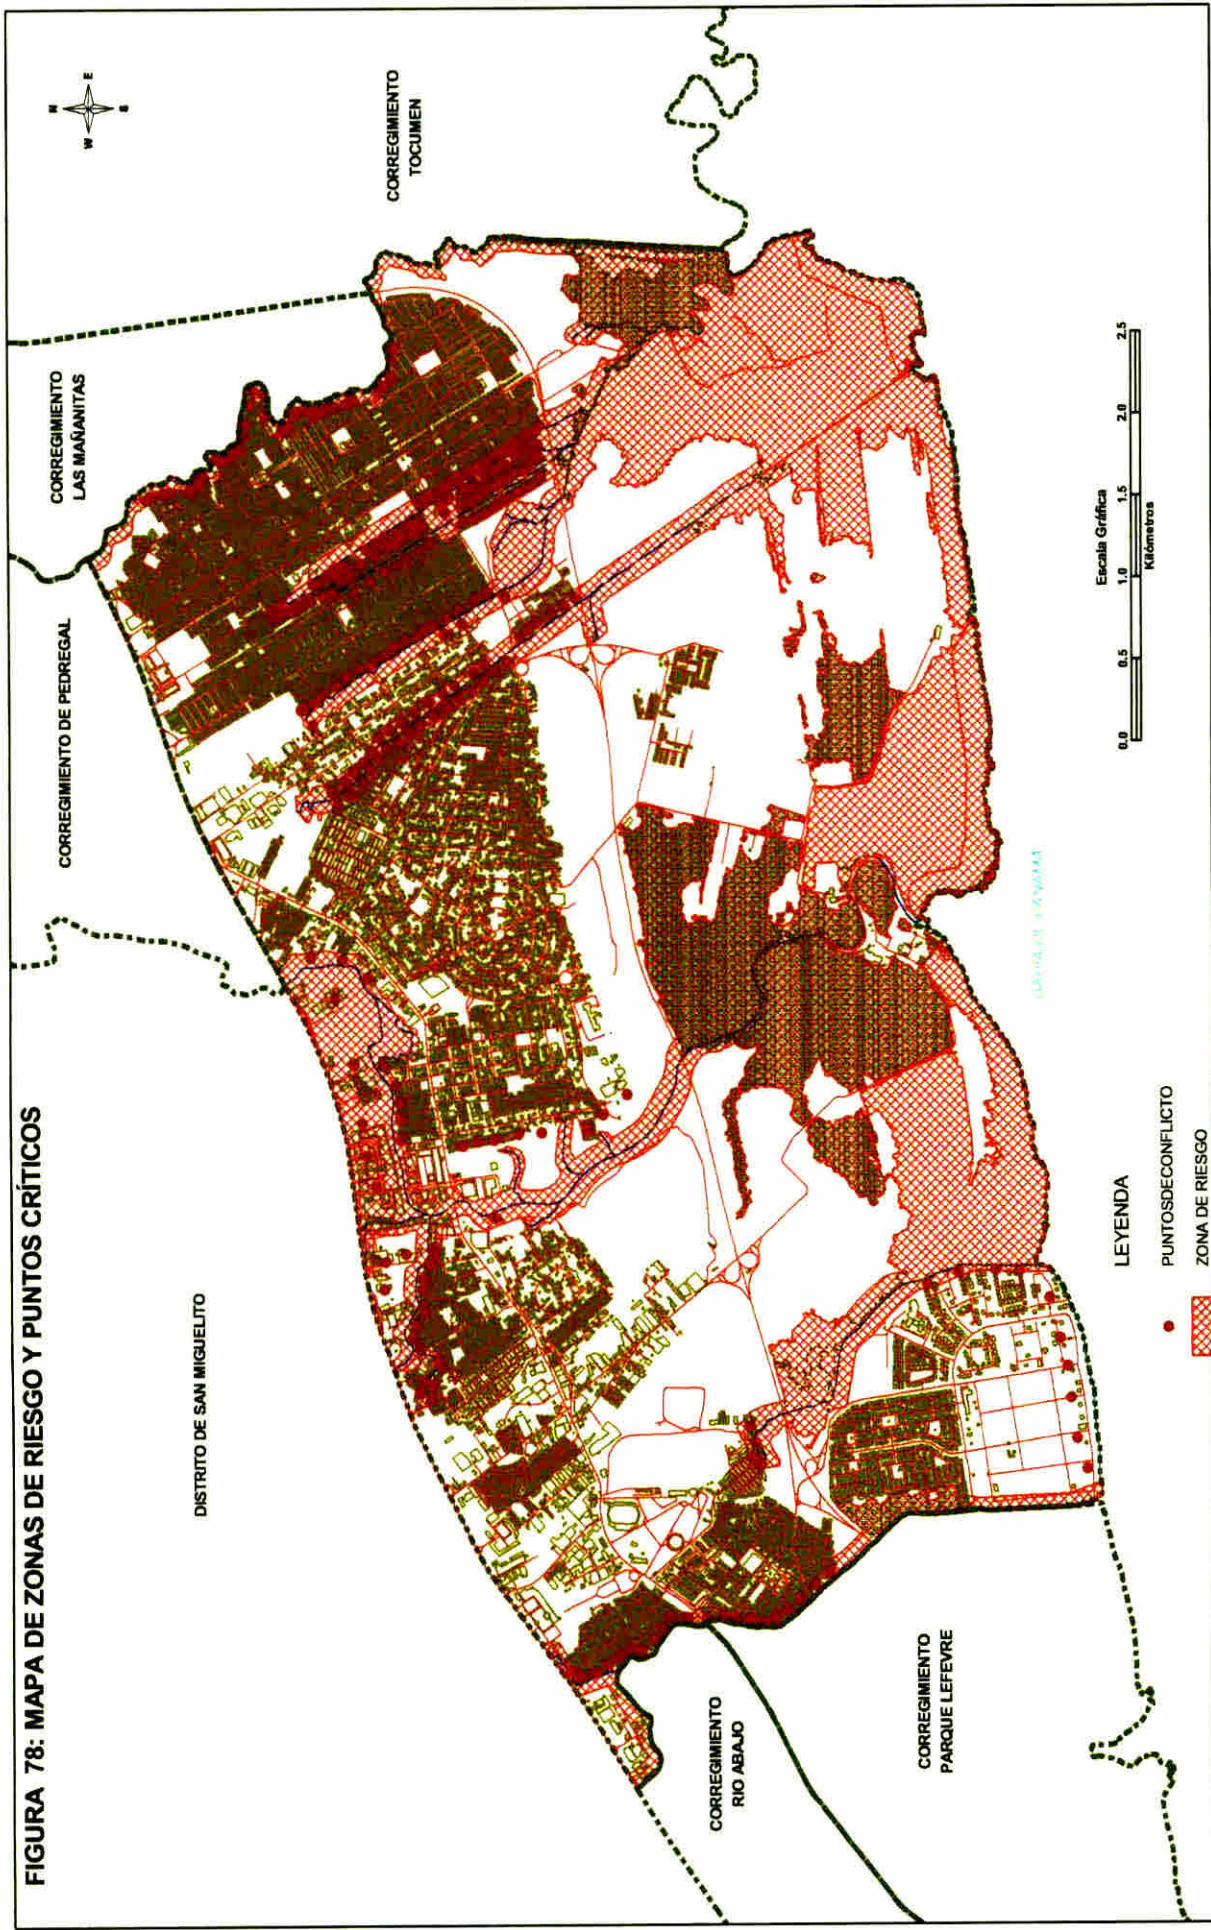 FIGURA 78: MAPA DE ZONAS DE RIESGO Y PUNTOS CRÍTICOS
N
W E
S
CORREGIMIENTO
LAS MAÑANITAS
CORREGIMIENTO DE PEDREGAL
DISTRITO DE SAN MIGUELITO
CORREGIMIENTO
TOCUMEN
CORREGIMIENTO
RIO ABAJO
CORREGIMIENTO
PARQUE LEFEVRE
Escala Gráfica
0.0 0.5 1.0 1.5 2.0 2.5
Kilómetros
LEYENDA
PUNTOSDECONFLICTO
ZONA DE RIESGO